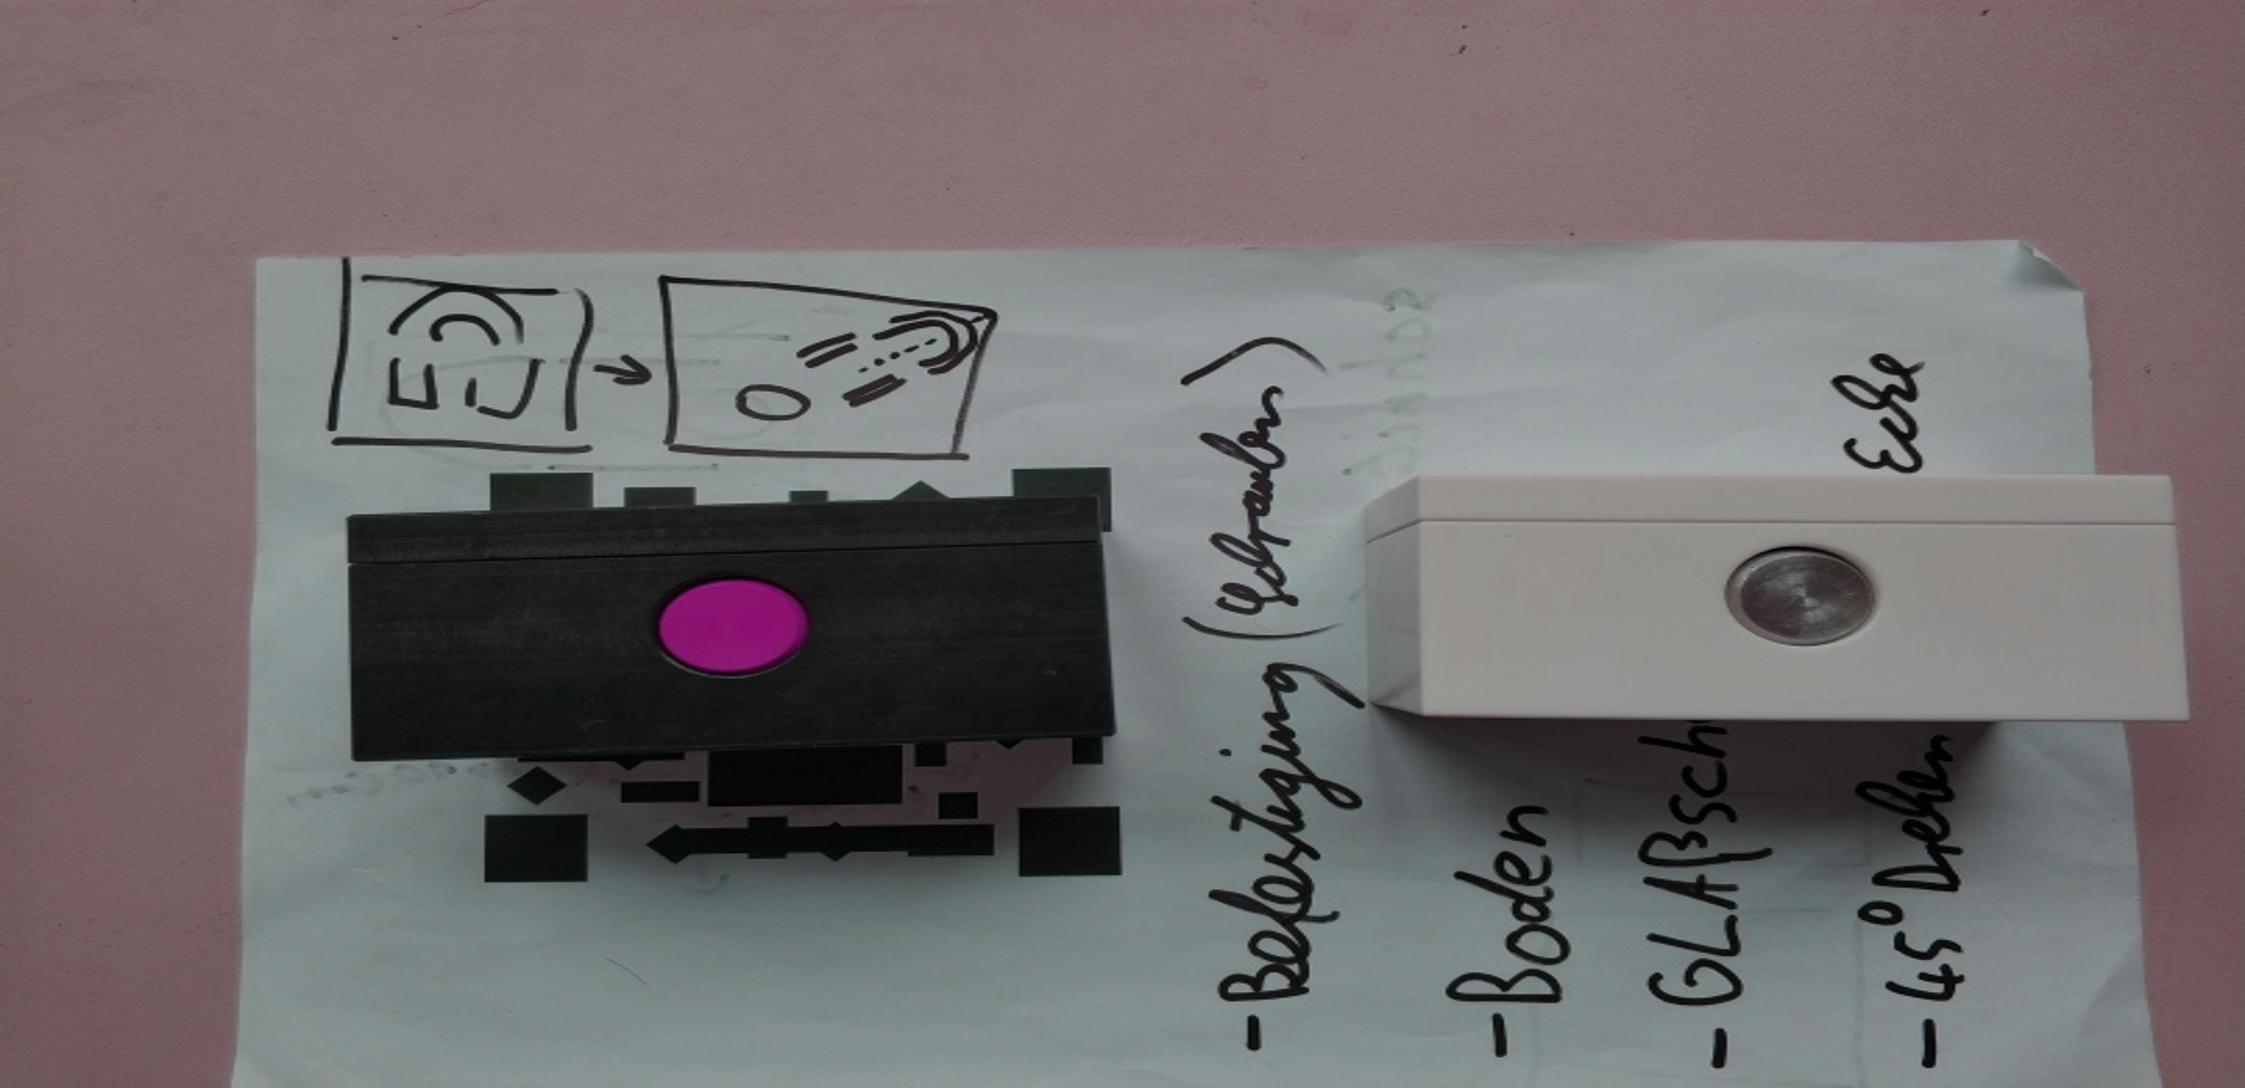 - Befestigung (Schrauben)
- Boden
- GLAßsch
- 45° Drehen Ecke